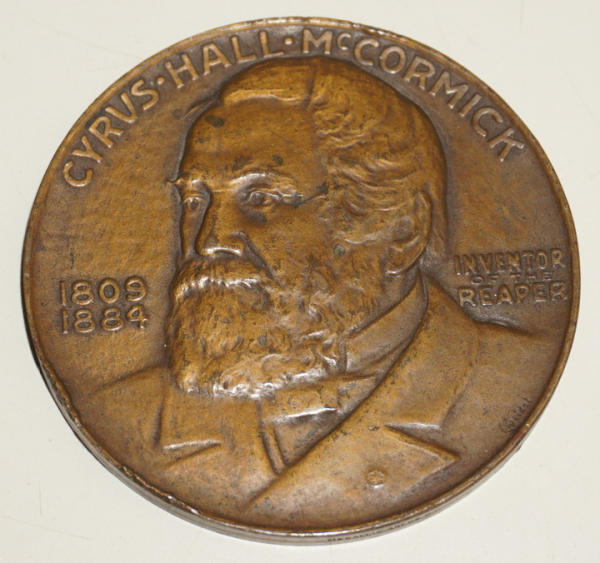 CYRUS·HALL·McCORMICK
1809
1884
INVENTOR
OF THE
REAPER